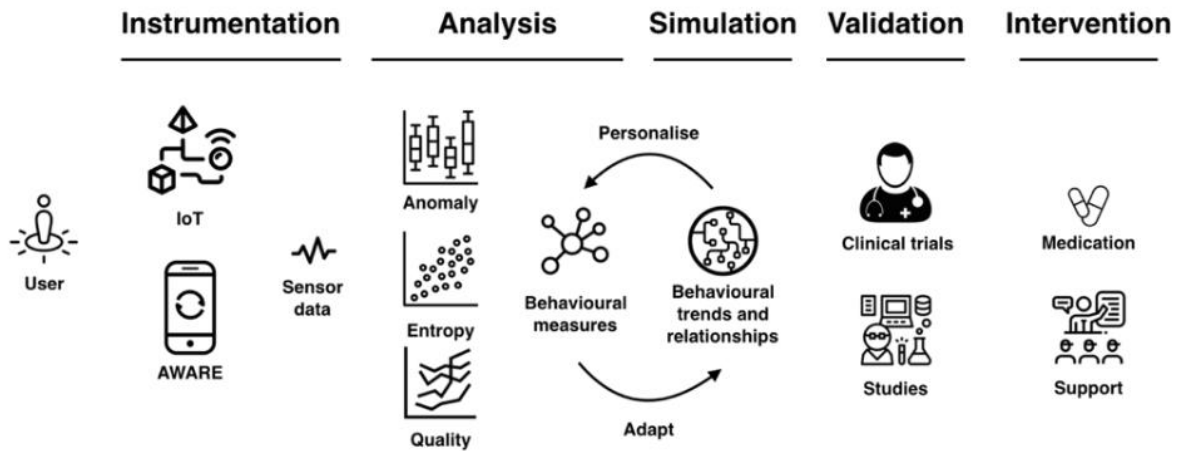 Instrumentation
Analysis
Simulation
Validation
Intervention
User
IoT
AWARE
Sensor
data
Anomaly
Entropy
Quality
Behavioural
measures
Personalise
Adapt
Behavioural
trends and
relationships
Clinical trials
Studies
Medication
Support